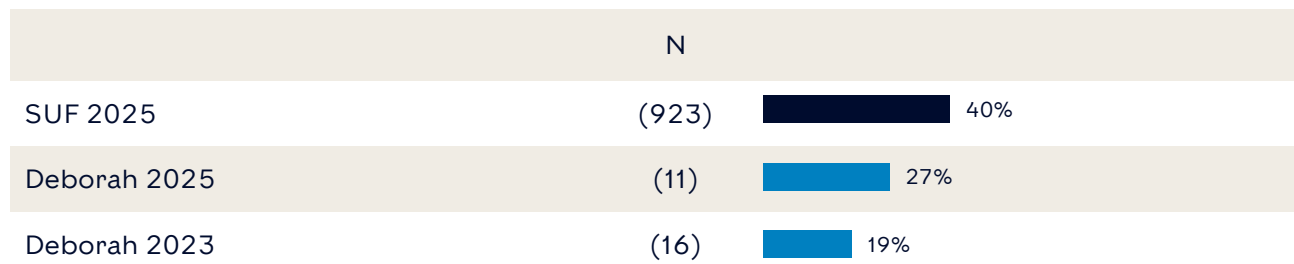 N
SUF 2025 (923) 40%
Deborah 2025 (11) 27%
Deborah 2023 (16) 19%